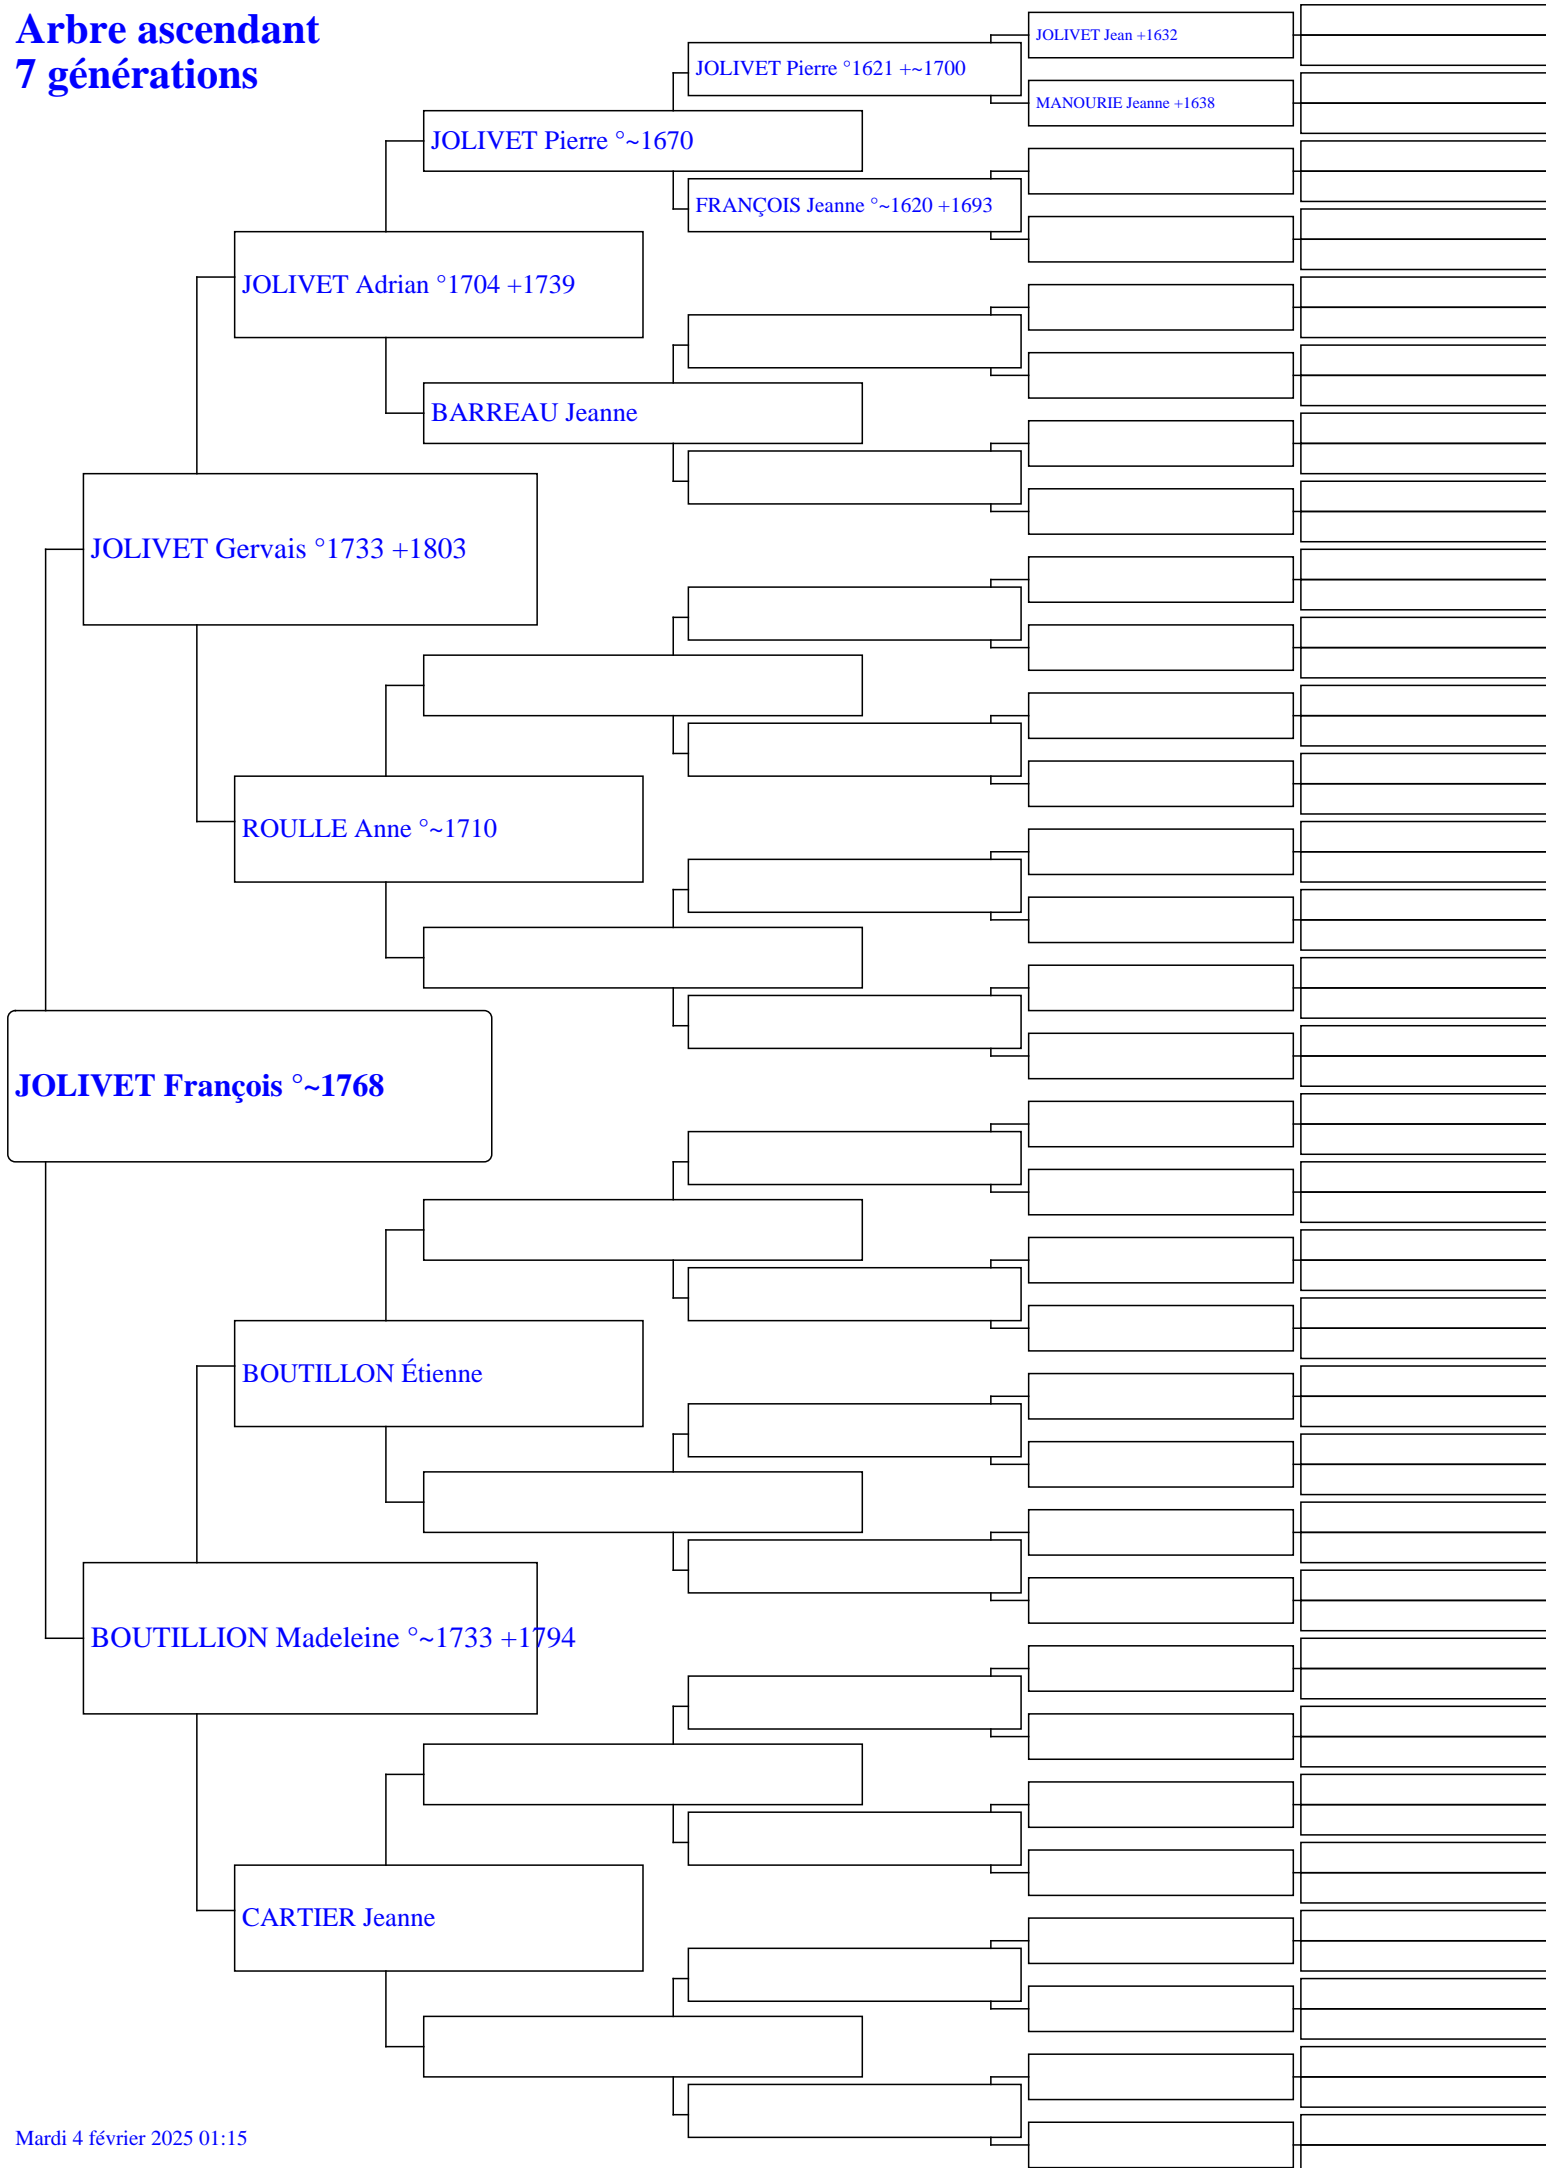 Arbre ascendant
7 générations
JOLIVET Jean +1632
JOLIVET Pierre °1621 +~1700
MANOURIE Jeanne +1638
JOLIVET Pierre °~1670
FRANÇOIS Jeanne °~1620 +1693
JOLIVET Adrian °1704 +1739
BARREAU Jeanne
JOLIVET Gervais °1733 +1803
ROULLE Anne °~1710
JOLIVET François °~1768
BOUTILLON Étienne
BOUTILLION Madeleine °~1733 +1794
CARTIER Jeanne
Mardi 4 février 2025 01:15